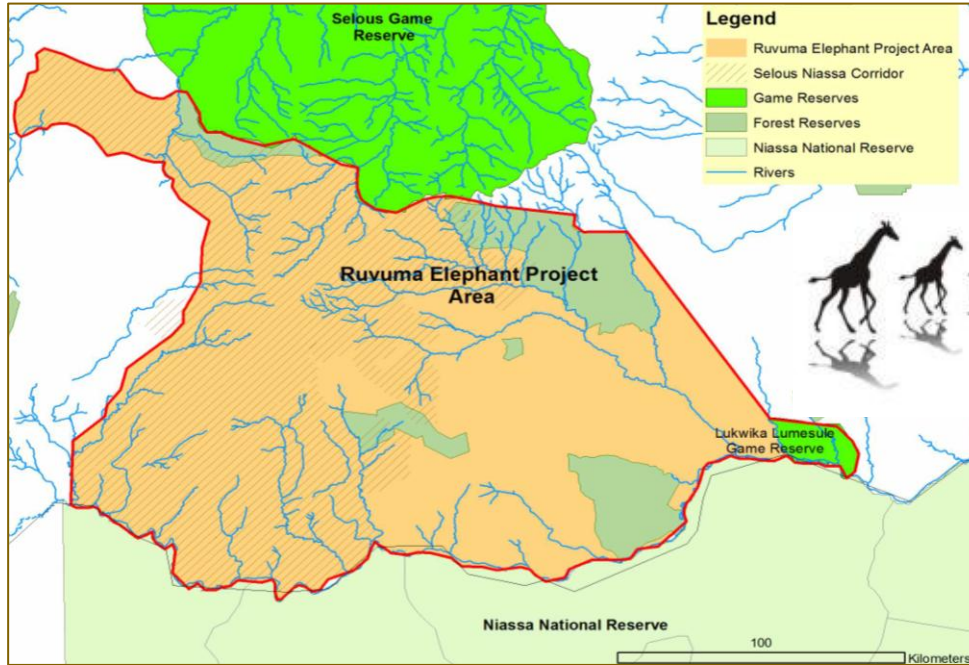 Selous Game
Reserve
Legend
Ruvuma Elephant Project Area
Selous Niassa Corridor
Game Reserves
Forest Reserves
Niassa National Reserve
Rivers
Ruvuma Elephant Project
Area
Lukwika Lumesule
Game Reserve
Niassa National Reserve
100
Kilometers